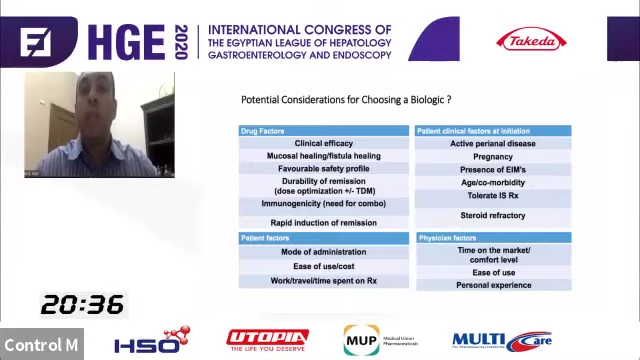 HGE 2020
INTERNATIONAL CONGRESS OF
THE EGYPTIAN LEAGUE OF HEPATOLOGY
GASTROENTEROLOGY AND ENDOSCOPY
Takeda
Potential Considerations for Choosing a Biologic ?
Drug Factors
Clinical efficacy
Mucosal healing/fistula healing
Favourable safety profile
Durability of remission
(dose optimization +/- TDM)
Immunogenicity (need for combo)
Rapid induction of remission
Patient clinical factors at initiation
Active perianal disease
Pregnancy
Presence of EIM's
Age/co-morbidity
Tolerate IS Rx
Steroid refractory
Patient factors
Mode of administration
Ease of use/cost
Work/travel/time spent on Rx
Physician factors
Time on the market/
comfort level
Ease of use
Personal experience
20:36
Control M
HSO
UTOPIA
THE LIFE YOU DESERVE
MUP
Medical Union
Pharmaceuticals
MULTI Care